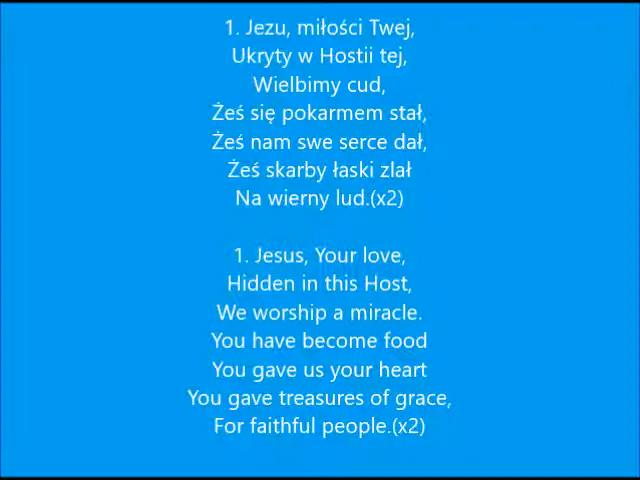 1. Jezu, miłości Twej,
Ukryty w Hostii tej,
Wielbimy cud,
Żeś się pokarmem stał,
Żeś nam swe serce dał,
Żeś skarby łaski zlał
Na wierny lud.(x2)
1. Jesus, Your love,
Hidden in this Host,
We worship a miracle.
You have become food
You gave us your heart
You gave treasures of grace,
For faithful people.(x2)